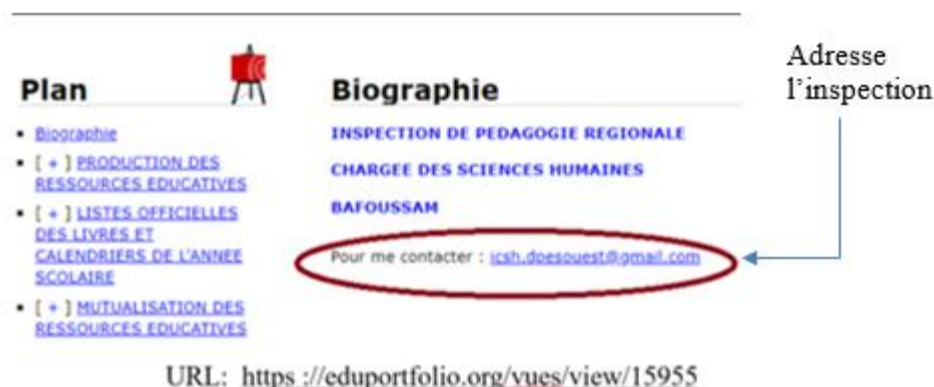 Plan
• Biographie
• [ + ] PRODUCTION DES
RESSOURCES EDUCATIVES
• [ + ] LISTES OFFICIELLES
DES LIVRES ET
CALENDRIERS DE L'ANNEE
SCOLAIRE
• [ + ] MUTUALISATION DES
RESSOURCES EDUCATIVES
Biographie
INSPECTION DE PEDAGOGIE REGIONALE
CHARGEE DES SCIENCES HUMAINES
BAFOUSSAM
Pour me contacter : icsh.doesouest@gmail.com
Adresse
l'inspection
URL: https ://eduportfolio.org/vues/view/15955